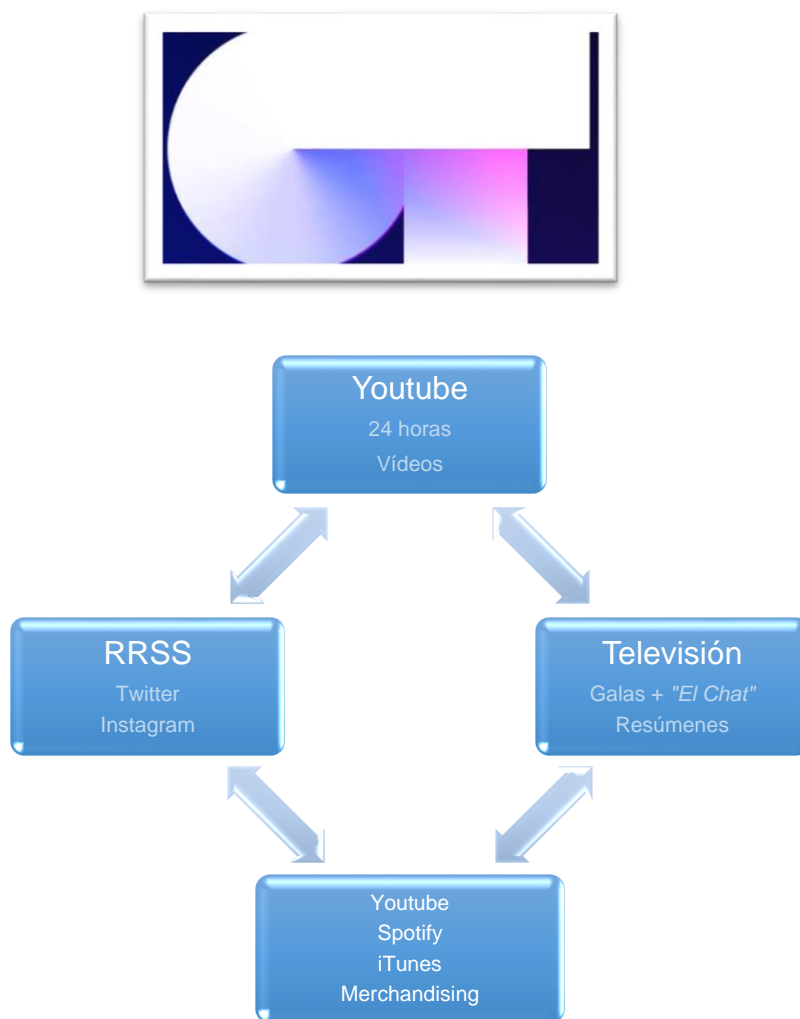 Youtube
24 horas
Vídeos
RRSS
Twitter
Instagram
Televisión
Galas + "El Chat"
Resúmenes
Youtube
Spotify
iTunes
Merchandising